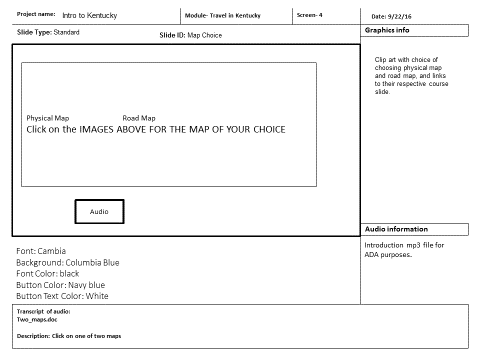 Project name: Intro to Kentucky
Module- Travel in Kentucky
Screen- 4
Date: 9/22/16
Slide Type: Standard
Slide ID: Map Choice
Graphics info
Clip art with choice of
choosing physical map
and road map, and links
to their respective course
slide.
Physical Map
Road Map
Click on the IMAGES ABOVE FOR THE MAP OF YOUR CHOICE
Audio
Audio information
Introduction mp3 file for
ADA purposes.
Font: Cambia
Background: Columbia Blue
Font Color: black
Button Color: Navy blue
Button Text Color: White
Transcript of audio:
Two_maps.doc
Description: Click on one of two maps